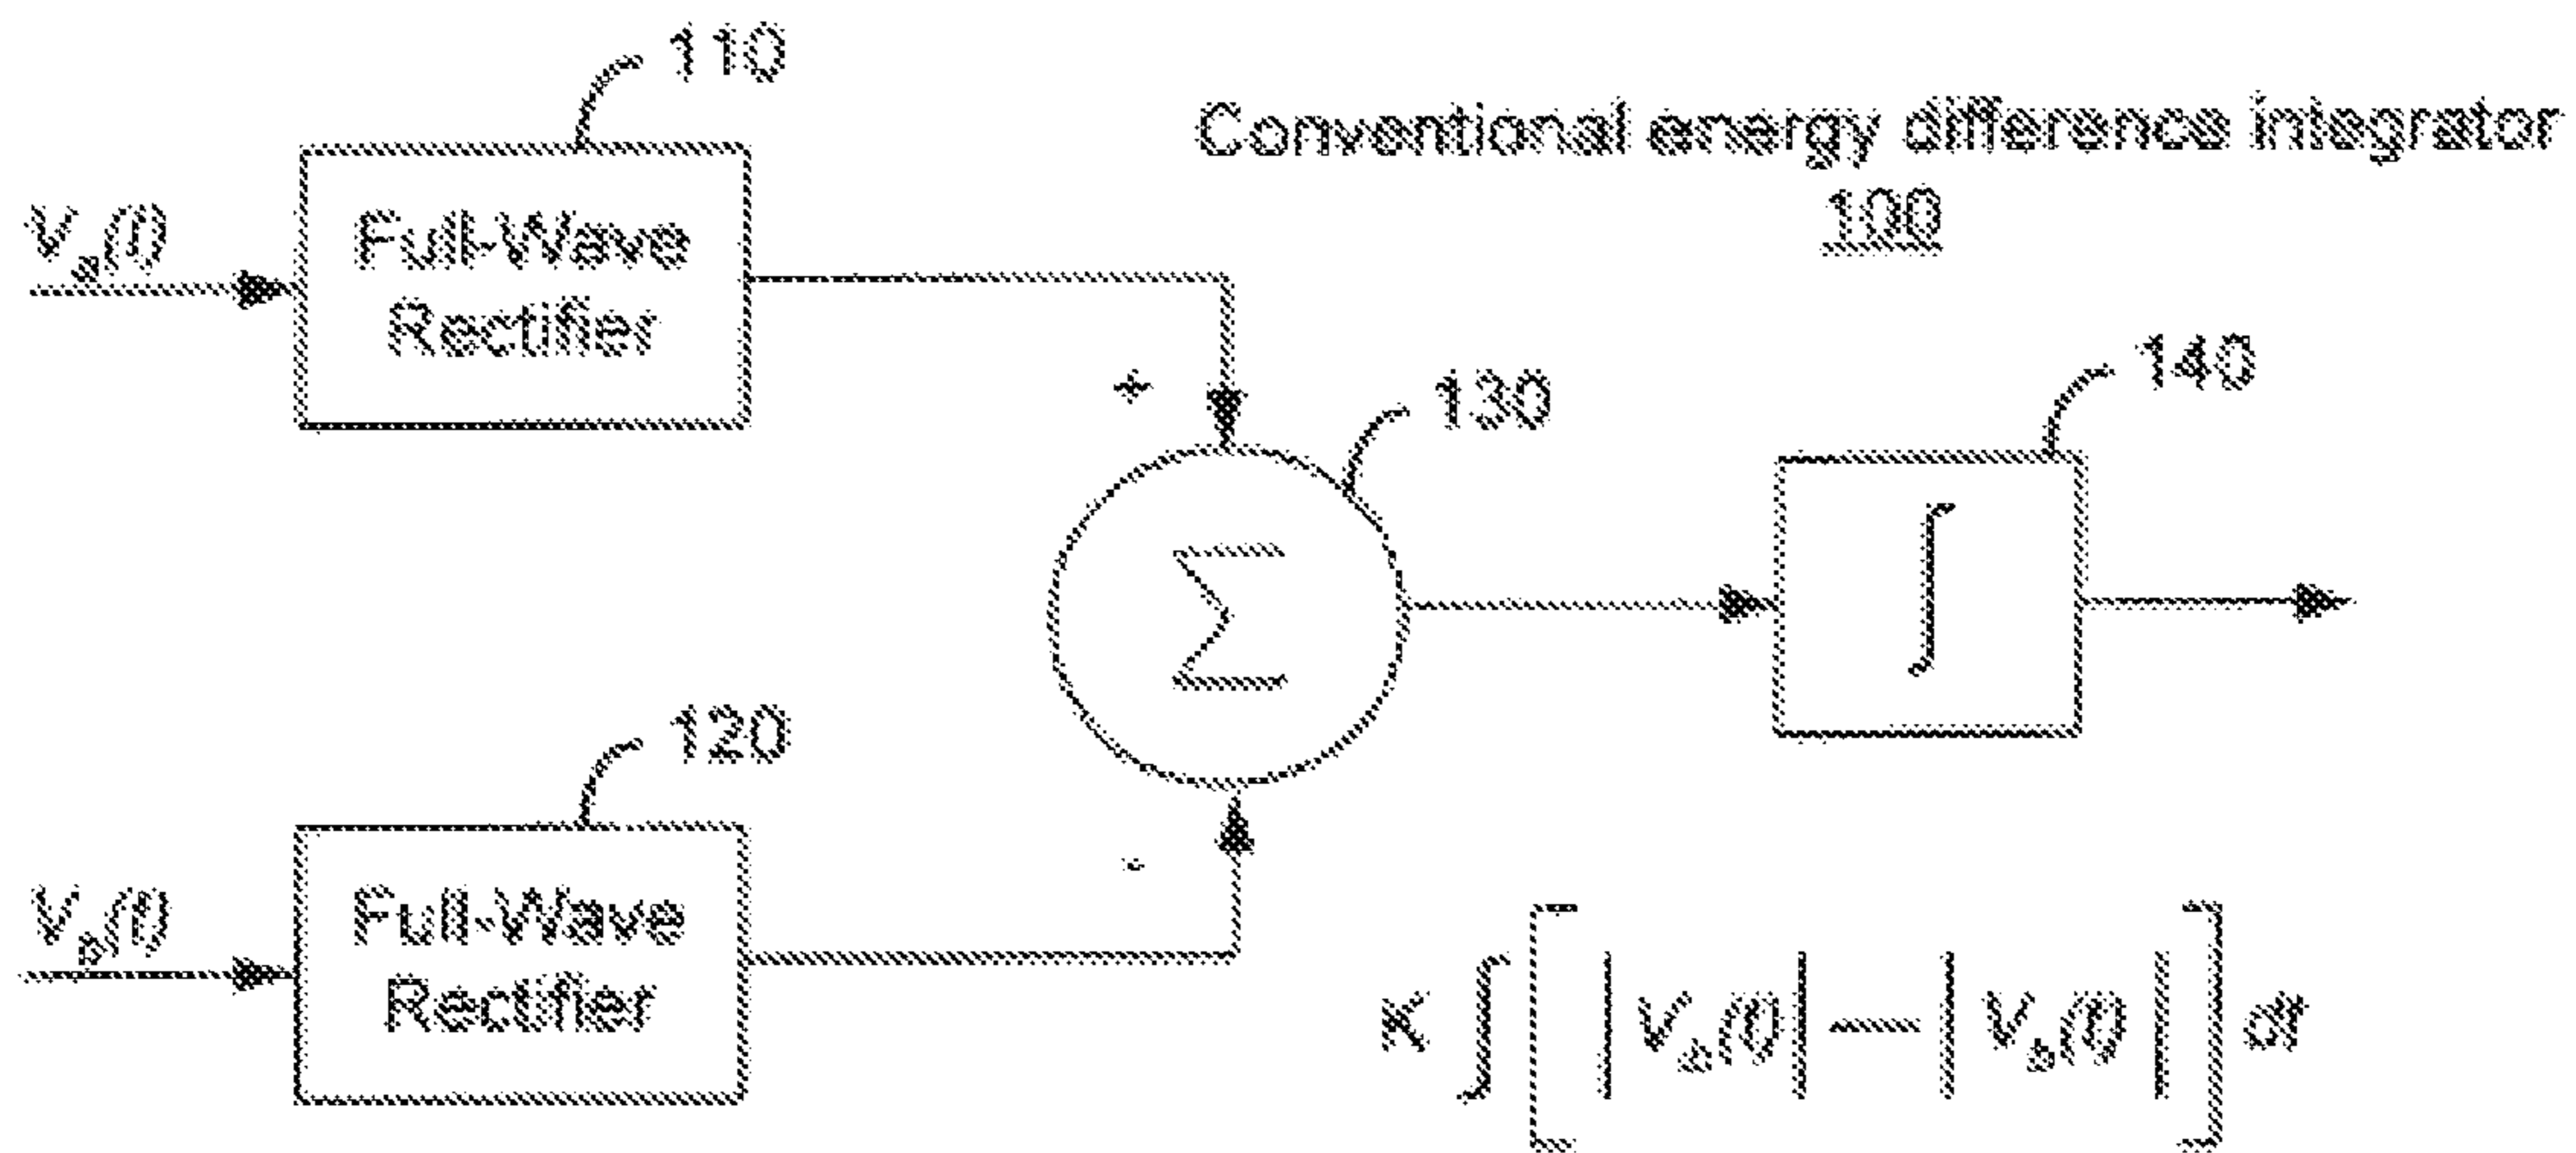 110
Conventional energy difference integrator
100
Va(t)
Full-Wave
Rectifier
+
130
140
Σ
∫
120
-
Vb(t)
Full-Wave
Rectifier
K ∫ [ | Va(t) | — | Vb(t) | ] dt